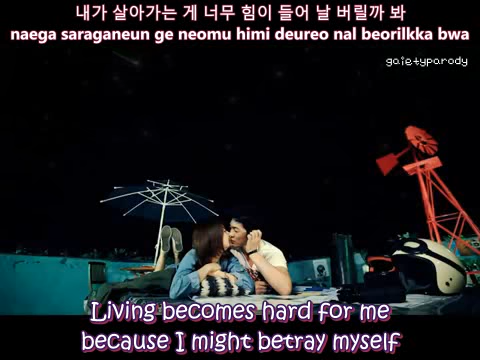 내가 살아가는 게 너무 힘이 들어 날 버릴까 봐
naega saraganeun ge neomu himi deureo nal beorilkka bwa
gaietyparody
Living becomes hard for me
because I might betray myself